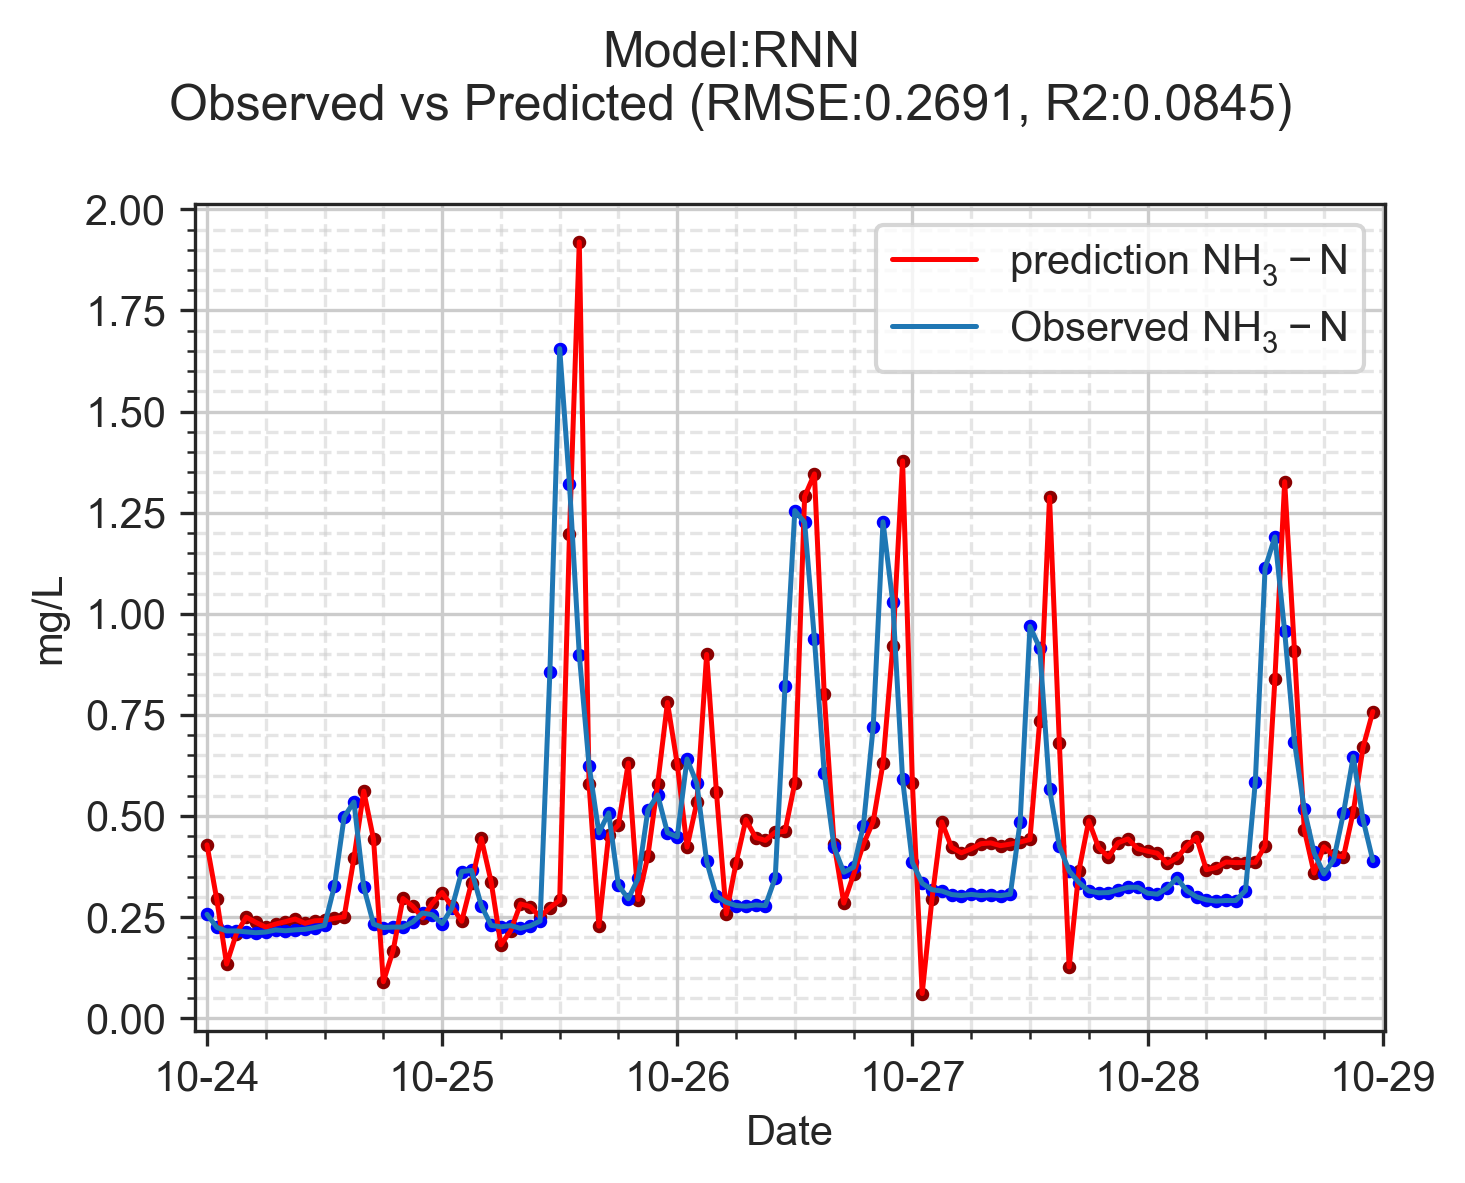 Model:RNN
Observed vs Predicted (RMSE:0.2691, R2:0.0845)
2.00
1.75
1.50
1.25
1.00
0.75
0.50
0.25
0.00
mg/L
prediction NH₃ − N
Observed NH₃ − N
10-24 10-25 10-26 10-27 10-28 10-29
Date